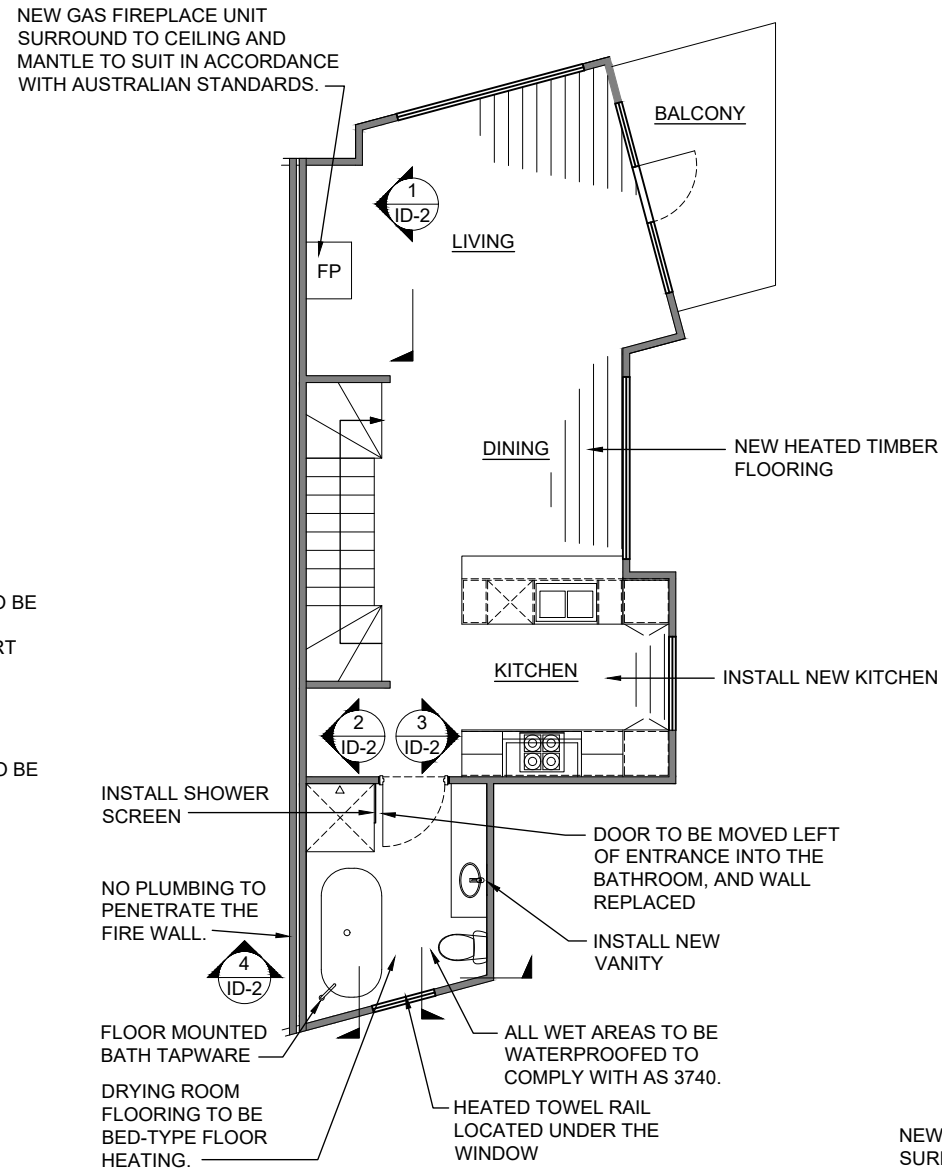 NEW GAS FIREPLACE UNIT
SURROUND TO CEILING AND
MANTLE TO SUIT IN ACCORDANCE
WITH AUSTRALIAN STANDARDS.
BALCONY
1
ID-2
LIVING
FP
DINING
NEW HEATED TIMBER
FLOORING
O BE
RT
KITCHEN
INSTALL NEW KITCHEN
2
ID-2
3
ID-2
O BE
INSTALL SHOWER
SCREEN
DOOR TO BE MOVED LEFT
OF ENTRANCE INTO THE
BATHROOM, AND WALL
REPLACED
NO PLUMBING TO
PENETRATE THE
FIRE WALL.
INSTALL NEW
VANITY
4
ID-2
FLOOR MOUNTED
BATH TAPWARE
ALL WET AREAS TO BE
WATERPROOFED TO
COMPLY WITH AS 3740.
DRYING ROOM
FLOORING TO BE
BED-TYPE FLOOR
HEATING.
HEATED TOWEL RAIL
LOCATED UNDER THE
WINDOW
NEW
SURR